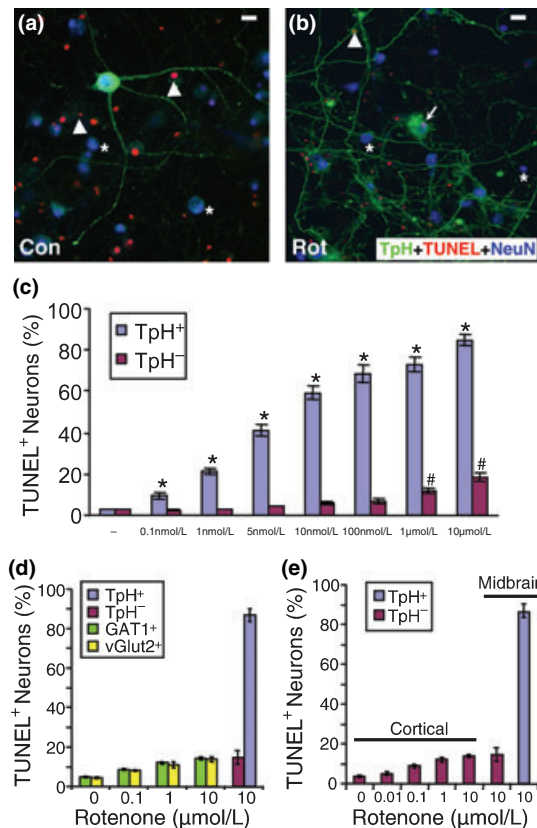 (a)
(b)
*
*
*
*
Con
Rot
TpH+TUNEL+NeuN
(c)
TUNEL⁺ Neurons (%)
100
80
60
40
20
0
TpH⁺
TpH⁻
*
*
*
*
*
*
*
#
#
–
0.1nmol/L
1nmol/L
5nmol/L
10nmol/L
100nmol/L
1μmol/L
10μmol/L
(d)
TUNEL⁺ Neurons (%)
100
80
60
40
20
0
TpH⁺
TpH⁻
GAT1⁺
vGlut2⁺
0 0.1 1 10 10
Rotenone (μmol/L)
(e)
TUNEL⁺ Neurons (%)
100
80
60
40
20
0
TpH⁺
TpH⁻
Midbrain
Cortical
0 0.01 0.1 1 10 10 10
Rotenone (μmol/L)